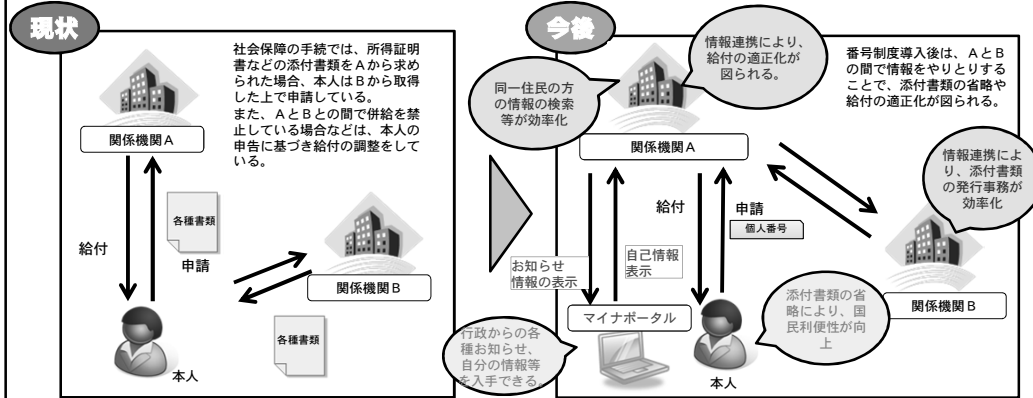 現状
社会保障の手続では、所得証明
書などの添付書類をAから求め
られた場合、本人はBから取得
した上で申請している。
また、AとBとの間で併給を禁
止している場合などは、本人の
申告に基づき給付の調整をして
いる。
関係機関A
各種書類
給付
申請
関係機関B
各種書類
本人
今後
情報連携により、
給付の適正化が
図られる。
番号制度導入後は、AとB
の間で情報をやりとりする
ことで、添付書類の省略や
給付の適正化が図られる。
同一住民の方
の情報の検索
等が効率化
関係機関A
情報連携によ
り、添付書類
の発行事務が
効率化
給付
申請
個人番号
お知らせ
情報の表示
自己情報
表示
関係機関B
マイナポータル
添付書類の省
略により、国
民利便性が向
上
行政からの各
種お知らせ、
自分の情報等
を入手できる。
本人